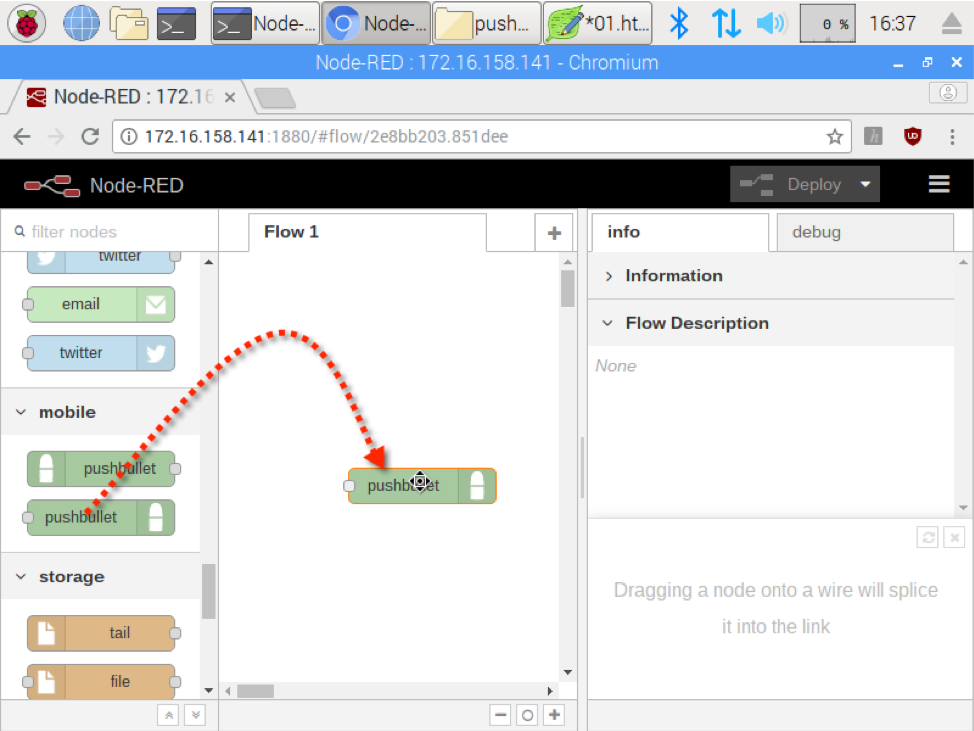 Node-...
Node-...
push...
*01.ht...
0 %
16:37
Node-RED : 172.16.158.141 - Chromium
Node-RED : 172.16
172.16.158.141:1880/#flow/2e8bb203.851dee
h
Node-RED
Deploy
filter nodes
Flow 1
info
debug
twitter
email
twitter
mobile
pushbullet
pushbullet
storage
tail
file
pushbullet
Information
Flow Description
None
Dragging a node onto a wire will splice
it into the link